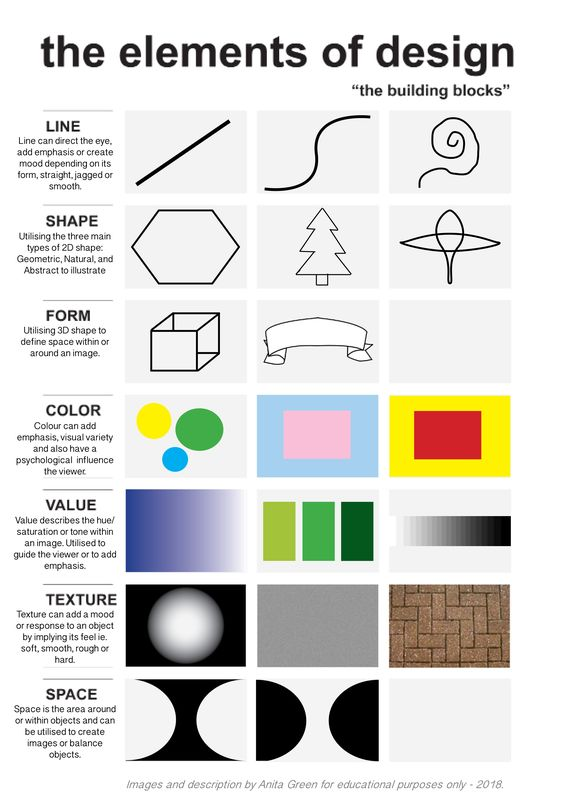 the elements of design
“the building blocks”
LINE
Line can direct the eye,
add emphasis or create
mood depending on its
form, straight, jagged or
smooth.
SHAPE
Utilising the three main
types of 2D shape:
Geometric, Natural, and
Abstract to illustrate
FORM
Utilising 3D shape to
define space within or
around an image.
COLOR
Colour can add
emphasis, visual variety
and also have a
psychological influence
the viewer.
VALUE
Value describes the hue/
saturation or tone within
an image. Utilised to
guide the viewer or to add
emphasis.
TEXTURE
Texture can add a mood
or response to an object
by implying its feel ie.
soft, smooth, rough or
hard.
SPACE
Space is the area around
or within objects and can
be utilised to create
images or balance
objects.
Images and description by Anita Green for educational purposes only - 2018.